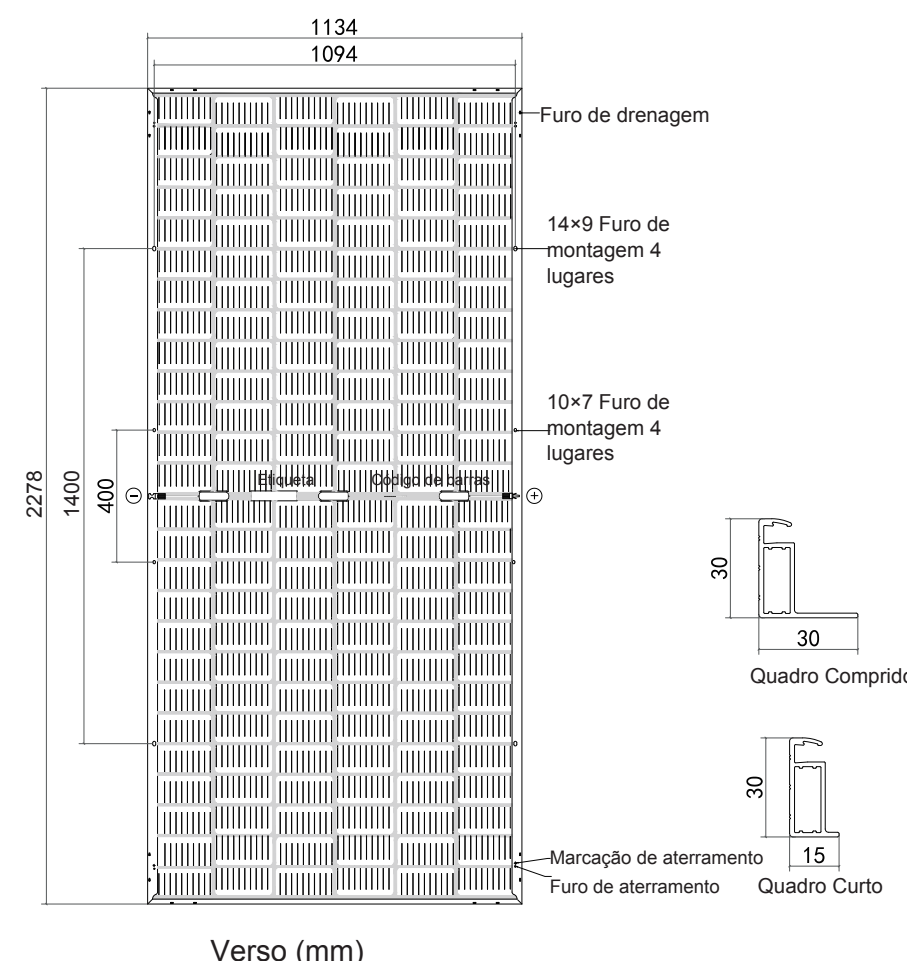 1134
1094
Furo de drenagem
14×9 Furo de
montagem 4
lugares
10×7 Furo de
montagem 4
lugares
2278
1400
400
Etiqueta
Código de barras
30
30
Quadro Comprido
30
15
Quadro Curto
Marcação de aterramento
Furo de aterramento
Verso (mm)